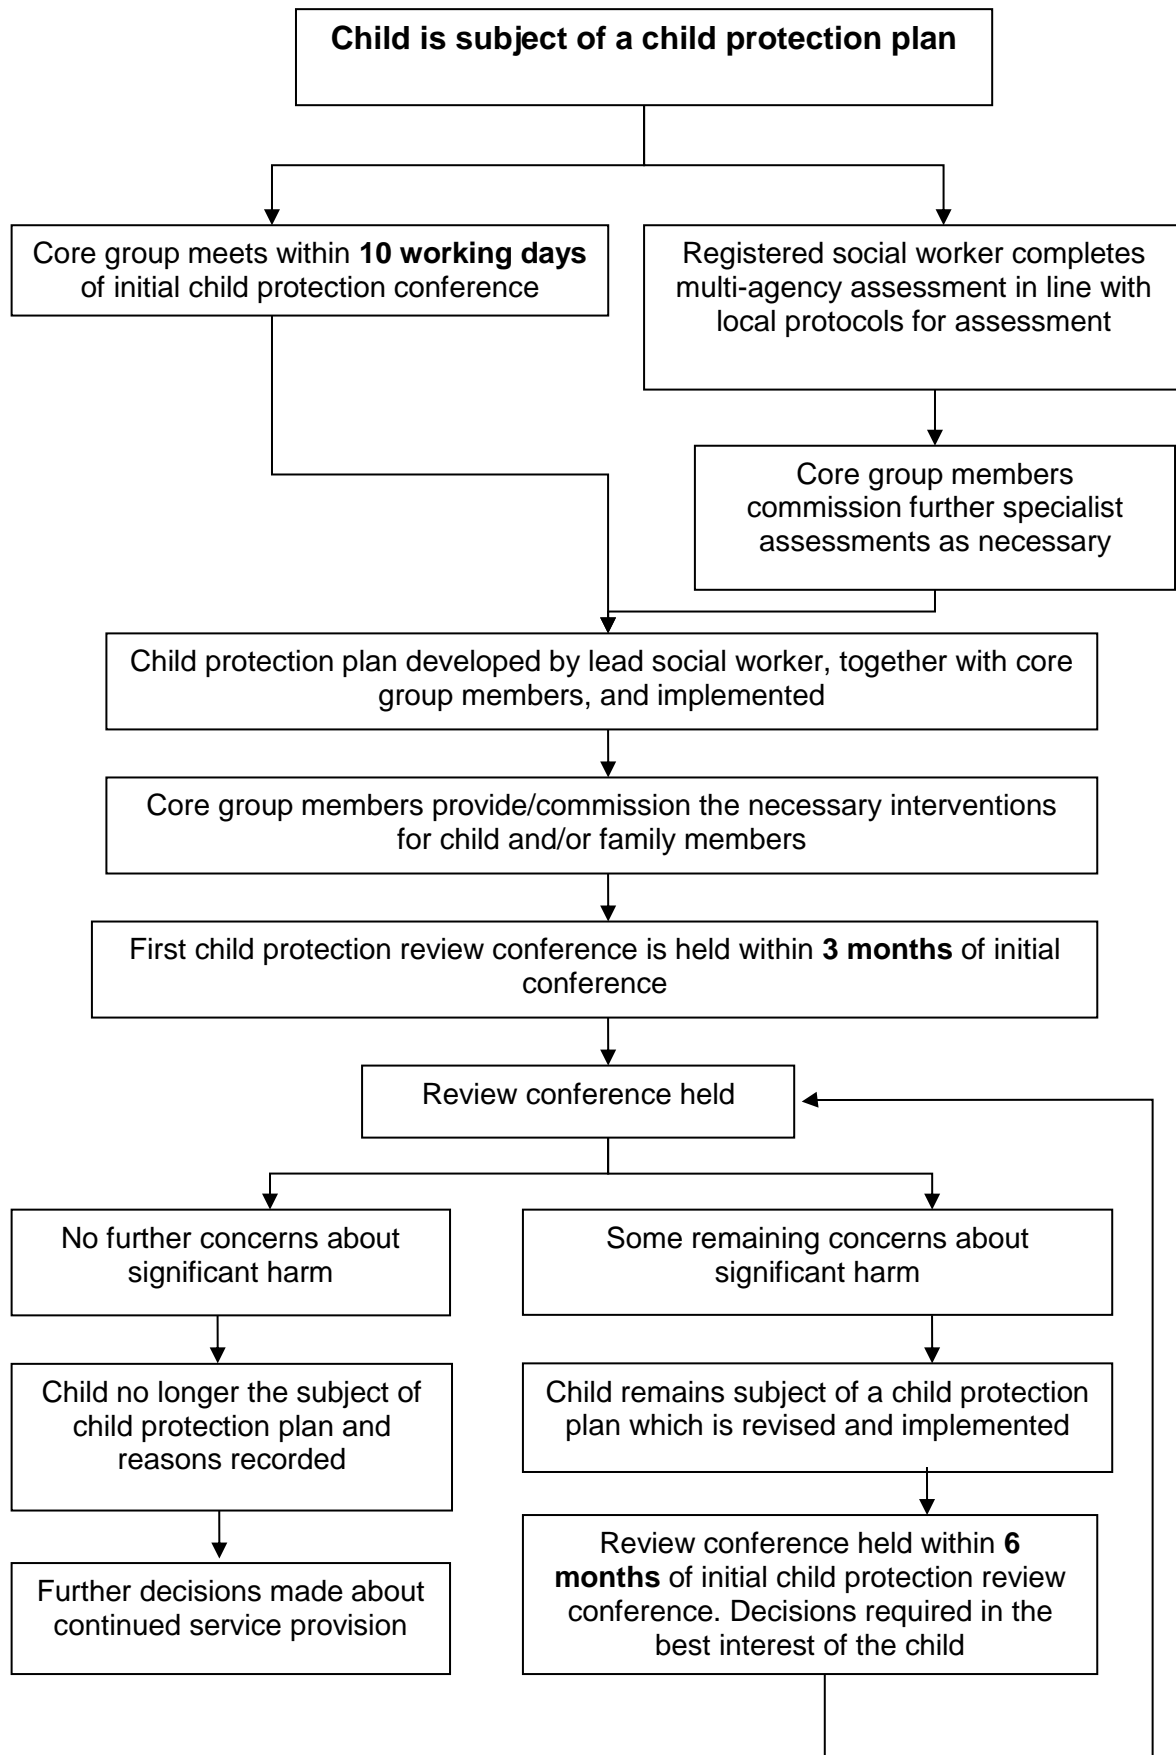 Child is subject of a child protection plan
Core group meets within 10 working days
of initial child protection conference
Registered social worker completes
multi-agency assessment in line with
local protocols for assessment
Core group members
commission further specialist
assessments as necessary
Child protection plan developed by lead social worker, together with core
group members, and implemented
Core group members provide/commission the necessary interventions
for child and/or family members
First child protection review conference is held within 3 months of initial
conference
Review conference held
No further concerns about
significant harm
Some remaining concerns about
significant harm
Child no longer the subject of
child protection plan and
reasons recorded
Child remains subject of a child protection
plan which is revised and implemented
Further decisions made about
continued service provision
Review conference held within 6
months of initial child protection review
conference. Decisions required in the
best interest of the child